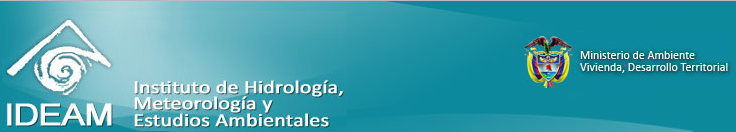 IDEAM
Instituto de Hidrología,
Meteorología y
Estudios Ambientales
Ministerio de Ambiente
Vivienda, Desarrollo Territorial